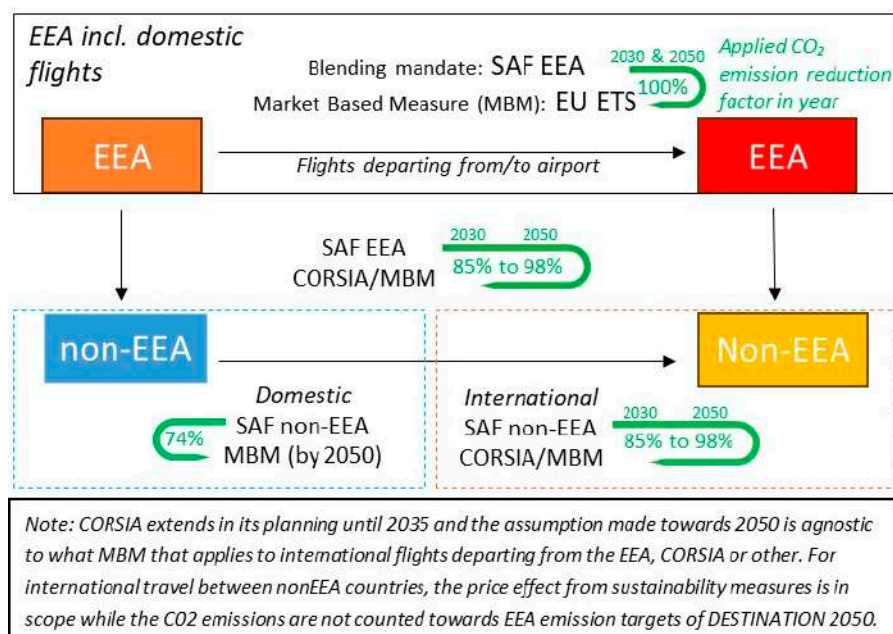 EEA incl. domestic
flights
Blending mandate: SAF EEA
Market Based Measure (MBM): EU ETS
2030 & 2050
100%
Applied CO₂
emission reduction
factor in year
EEA
Flights departing from/to airport
EEA
SAF EEA
CORSIA/MBM
2030 2050
85% to 98%
non-EEA
Non-EEA
Domestic
SAF non-EEA
MBM (by 2050)
74%
International
SAF non-EEA
CORSIA/MBM
2030 2050
85% to 98%
Note: CORSIA extends in its planning until 2035 and the assumption made towards 2050 is agnostic
to what MBM that applies to international flights departing from the EEA, CORSIA or other. For
international travel between nonEEA countries, the price effect from sustainability measures is in
scope while the C02 emissions are not counted towards EEA emission targets of DESTINATION 2050.